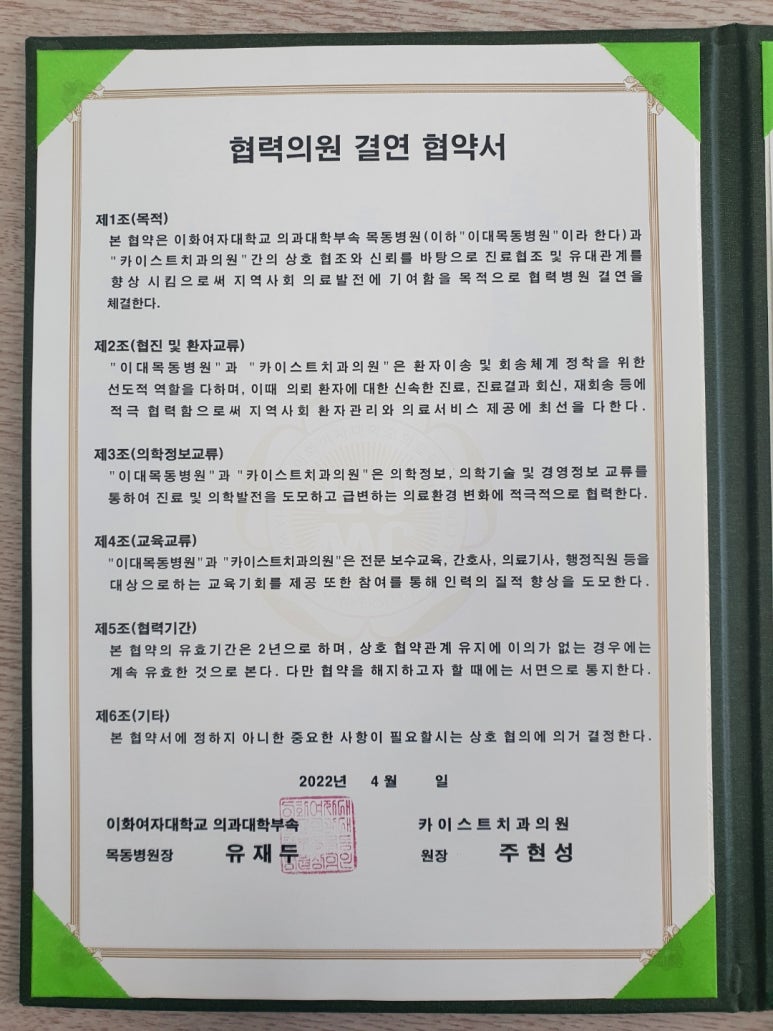 협력의원 결연 협약서
제1조(목적)
본 협약은 이화여자대학교 의과대학부속 목동병원(이하"이대목동병원"이라 한다)과
"카이스트치과의원"간의 상호 협조와 신뢰를 바탕으로 진료협조 및 유대관계를
향상 시킴으로써 지역사회 의료발전에 기여함을 목적으로 협력병원 결연을
체결한다.
제2조(협진 및 환자교류)
"이대목동병원"과 "카이스트치과의원"은 환자이송 및 회송체계 정착을 위한
선도적 역할을 다하며, 이때 의뢰 환자에 대한 신속한 진료, 진료결과 회신, 재회송 등에
적극 협력함으로써 지역사회 환자관리와 의료서비스 제공에 최선을 다한다.
제3조(의학정보교류)
"이대목동병원"과 "카이스트치과의원"은 의학정보, 의학기술 및 경영정보 교류를
통하여 진료 및 의학발전을 도모하고 급변하는 의료환경 변화에 적극적으로 협력한다.
제4조(교육교류)
"이대목동병원"과 "카이스트치과의원"은 전문 보수교육, 간호사, 의료기사, 행정직원 등을
대상으로하는 교육기회를 제공 또한 참여를 통해 인력의 질적 향상을 도모한다.
제5조(협력기간)
본 협약의 유효기간은 2년으로 하며, 상호 협약관계 유지에 이의가 없는 경우에는
계속 유효한 것으로 본다. 다만 협약을 해지하고자 할 때에는 서면으로 통지한다.
제6조(기타)
본 협약서에 정하지 아니한 중요한 사항이 필요할시는 상호 협의에 의거 결정한다.
2022년 4월 일
이화여자대학교 의과대학부속 카이스트치과의원
목동병원장 유재두 원장 주현성